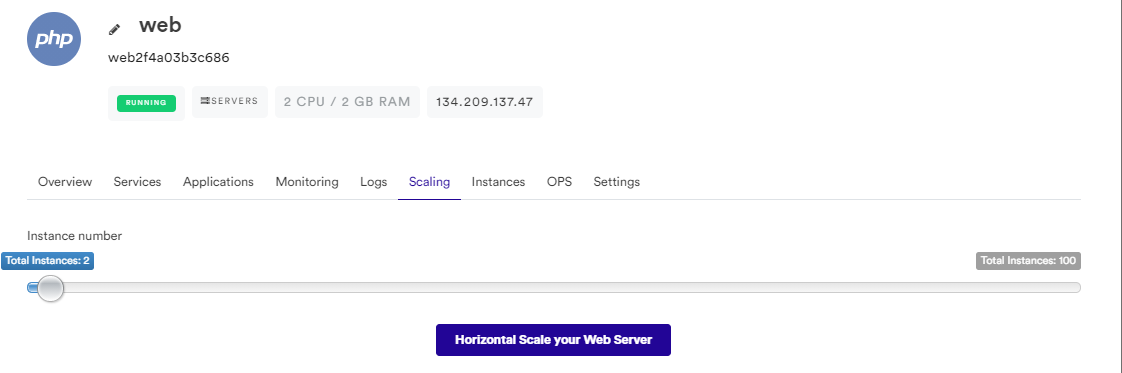 php
web
web2f4a03b3c686
RUNNING SERVERS 2 CPU / 2 GB RAM 134.209.137.47
Overview Services Applications Monitoring Logs Scaling Instances OPS Settings
Instance number
Total Instances: 2 Total Instances: 100
Horizontal Scale your Web Server